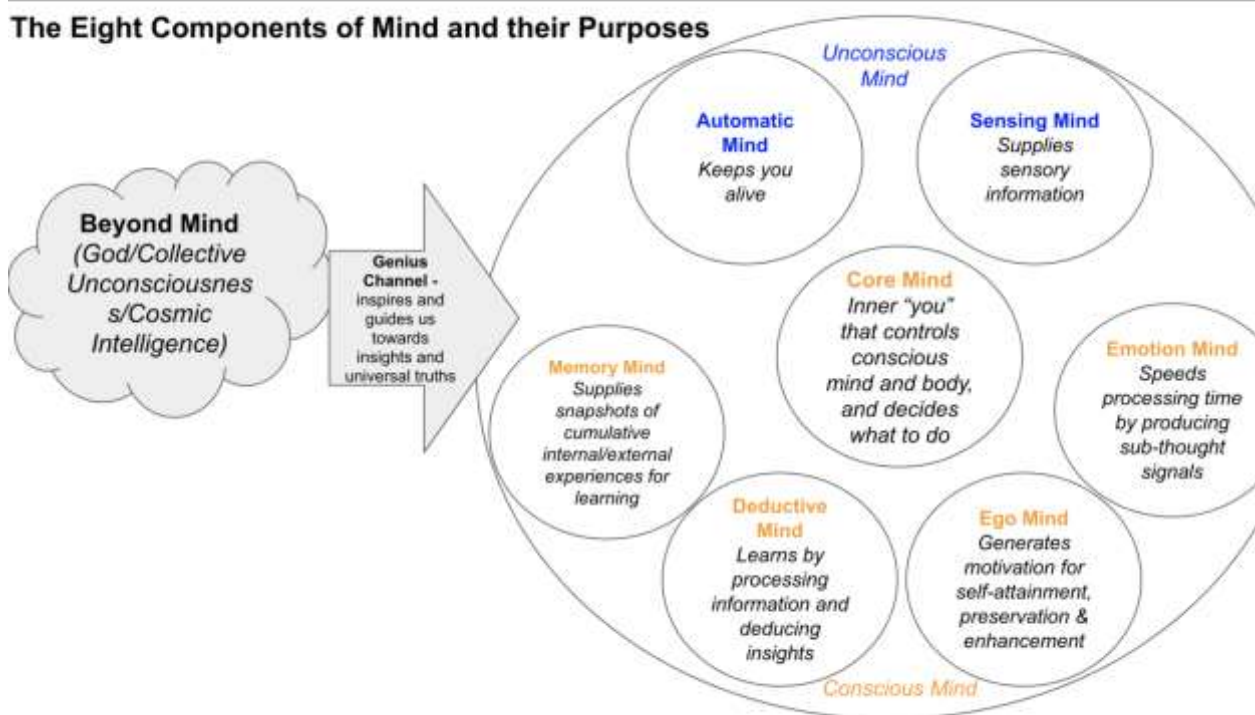 The Eight Components of Mind and their Purposes
Unconscious
Mind
Automatic
Mind
Keeps you
alive
Sensing Mind
Supplies
sensory
information
Beyond Mind
(God/Collective
Unconsciousnes
s/Cosmic
Intelligence)
Genius
Channel -
inspires and
guides us
towards
insights and
universal truths
Core Mind
Inner “you”
that controls
conscious
mind and body,
and decides
what to do
Memory Mind
Supplies
snapshots of
cumulative
internal/external
experiences for
learning
Emotion Mind
Speeds
processing time
by producing
sub-thought
signals
Deductive
Mind
Learns by
processing
information and
deducing
insights
Ego Mind
Generates
motivation for
self-attainment,
preservation &
enhancement
Conscious Mind